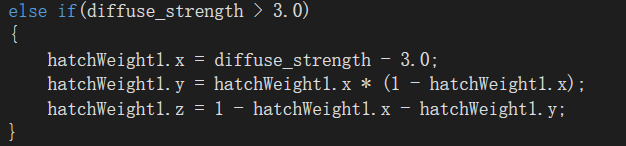 else if(diffuse_strength > 3.0)
{
    hatchWeight1.x = diffuse_strength - 3.0;
    hatchWeight1.y = hatchWeight1.x * (1 - hatchWeight1.x);
    hatchWeight1.z = 1 - hatchWeight1.x - hatchWeight1.y;
}